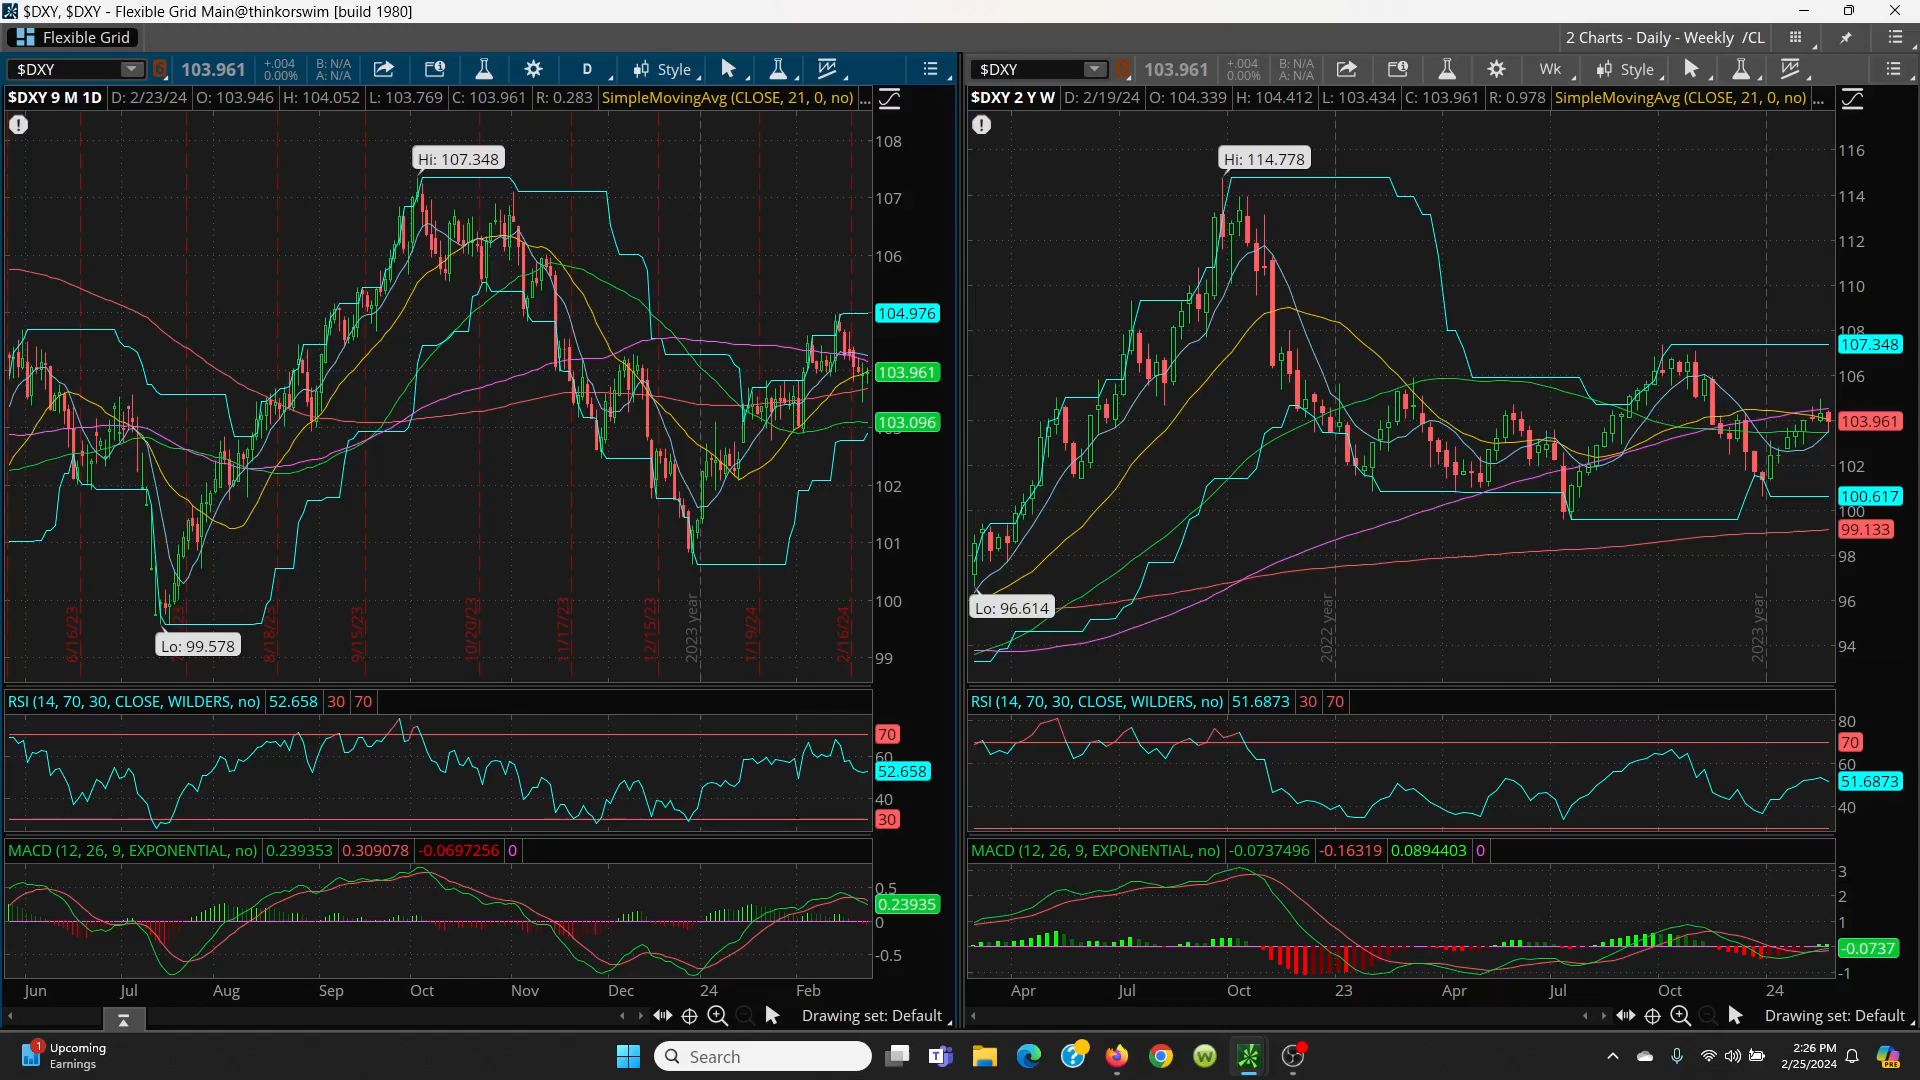 $DXY, $DXY - Flexible Grid Main@thinkorswim [build 1980]
Flexible Grid
2 Charts - Daily - Weekly /CL
$DXY
103.961
+.004
0.00%
B: N/A
A: N/A
D
Style
$DXY 9 M 1D
D: 2/23/24
O: 103.946
H: 104.052
L: 103.769
C: 103.961
R: 0.283
SimpleMovingAvg (CLOSE, 21, 0, no)
...
Hi: 107.348
Lo: 99.578
108
107
106
104.976
103.961
103.096
102
101
100
99
6/16/23
8/18/23
9/15/23
10/20/23
11/17/23
12/15/23
2023 year
1/19/24
2/16/24
RSI (14, 70, 30, CLOSE, WILDERS, no)
52.658
30
70
70
60
52.658
40
30
MACD (12, 26, 9, EXPONENTIAL, no)
0.239353
0.309078
-0.0697256
0
0.5
0.23935
0
-0.5
Jun
Jul
Aug
Sep
Oct
Nov
Dec
24
Feb
Drawing set: Default
$DXY
103.961
+.004
0.00%
B: N/A
A: N/A
Wk
Style
$DXY 2 Y W
D: 2/19/24
O: 104.339
H: 104.412
L: 103.434
C: 103.961
R: 0.978
SimpleMovingAvg (CLOSE, 21, 0, no)
...
Hi: 114.778
Lo: 96.614
116
114
112
110
108
107.348
106
103.961
102
100.617
100
99.133
98
96
94
2022 year
2023 year
RSI (14, 70, 30, CLOSE, WILDERS, no)
51.6873
30
70
80
70
60
51.6873
40
MACD (12, 26, 9, EXPONENTIAL, no)
-0.0737496
-0.16319
0.0894403
0
3
2
1
-0.0737
-1
Apr
Jul
Oct
23
Apr
Jul
Oct
24
Drawing set: Default
1
Upcoming
Earnings
Search
2:26 PM
2/25/2024